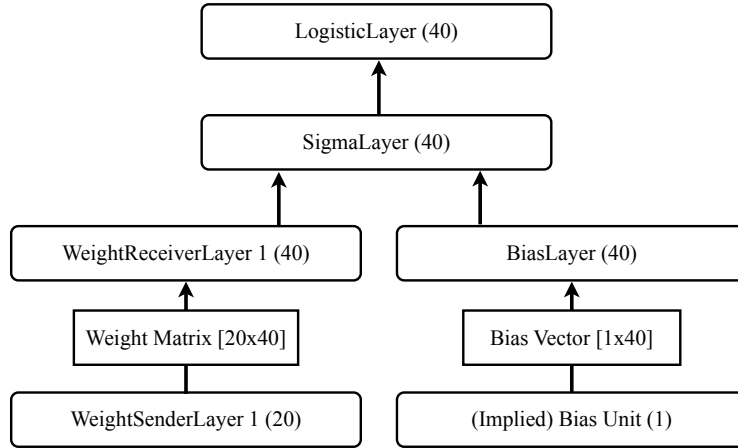 LogisticLayer (40)
SigmaLayer (40)
WeightReceiverLayer 1 (40)
BiasLayer (40)
Weight Matrix [20x40]
Bias Vector [1x40]
WeightSenderLayer 1 (20)
(Implied) Bias Unit (1)